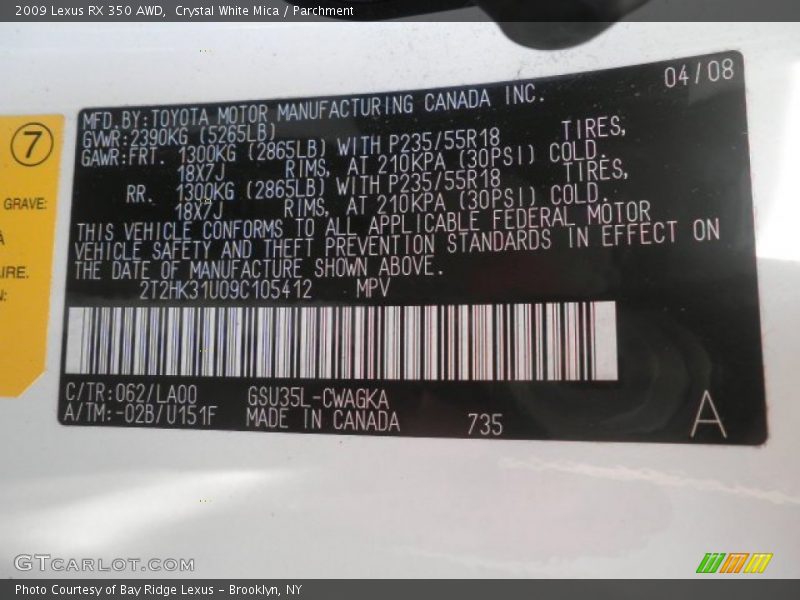 2009 Lexus RX 350 AWD,  Crystal White Mica / Parchment
04/08
MFD.BY:TOYOTA MOTOR MANUFACTURING CANADA INC.
GVWR:2390KG (5265LB)
GAWR:FRT. 1300KG (2865LB) WITH P235/55R18 TIRES,
18X7J RIMS, AT 210KPA (30PSI) COLD.
RR. 1300KG (2865LB) WITH P235/55R18 TIRES,
18X7J RIMS, AT 210KPA (30PSI) COLD.
THIS VEHICLE CONFORMS TO ALL APPLICABLE FEDERAL MOTOR
VEHICLE SAFETY AND THEFT PREVENTION STANDARDS IN EFFECT ON
THE DATE OF MANUFACTURE SHOWN ABOVE.
2T2HK31U09C105412 MPV
C/TR:062/LA00 GSU35L-CWAGKA
A/TM:-02B/U151F MADE IN CANADA 735 A
7
GRAVE:
A
AIRE.
N:
GTCARLOT.COM
Photo Courtesy of Bay Ridge Lexus - Brooklyn, NY